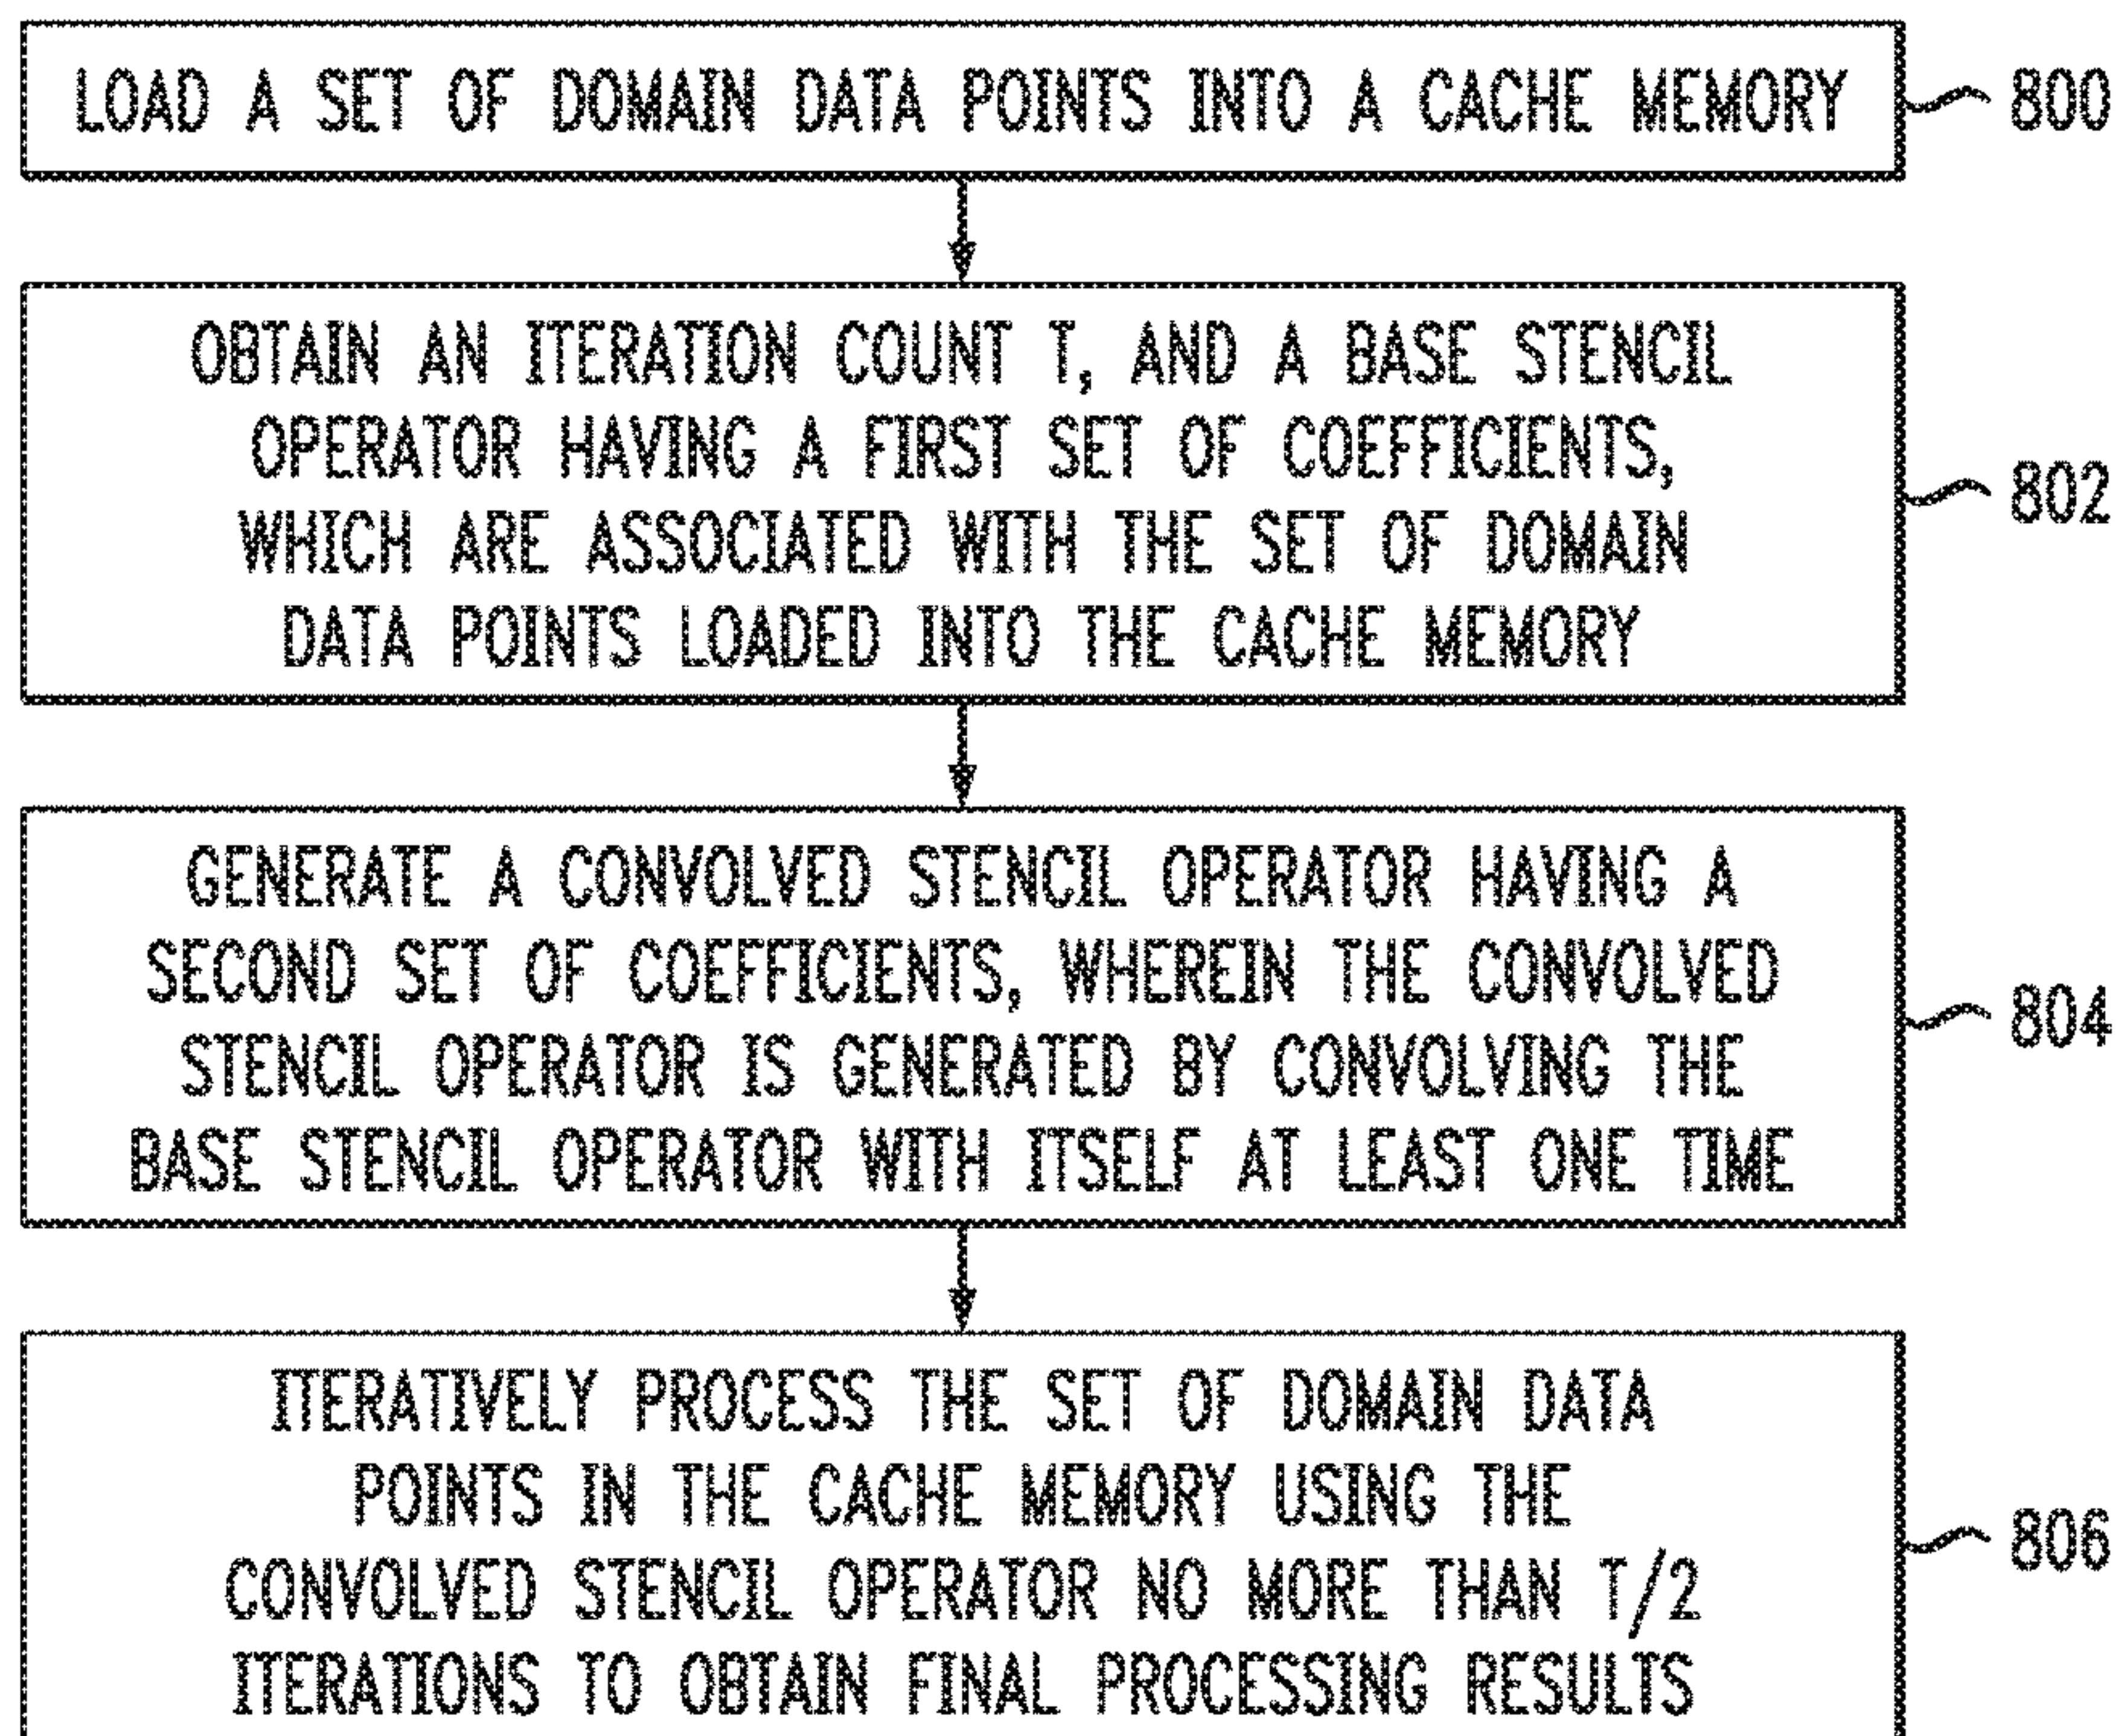 LOAD A SET OF DOMAIN DATA POINTS INTO A CACHE MEMORY
800
OBTAIN AN ITERATION COUNT T, AND A BASE STENCIL
OPERATOR HAVING A FIRST SET OF COEFFICIENTS,
WHICH ARE ASSOCIATED WITH THE SET OF DOMAIN
DATA POINTS LOADED INTO THE CACHE MEMORY
802
GENERATE A CONVOLVED STENCIL OPERATOR HAVING A
SECOND SET OF COEFFICIENTS, WHEREIN THE CONVOLVED
STENCIL OPERATOR IS GENERATED BY CONVOLVING THE
BASE STENCIL OPERATOR WITH ITSELF AT LEAST ONE TIME
804
ITERATIVELY PROCESS THE SET OF DOMAIN DATA
POINTS IN THE CACHE MEMORY USING THE
CONVOLVED STENCIL OPERATOR NO MORE THAN T/2
ITERATIONS TO OBTAIN FINAL PROCESSING RESULTS
806